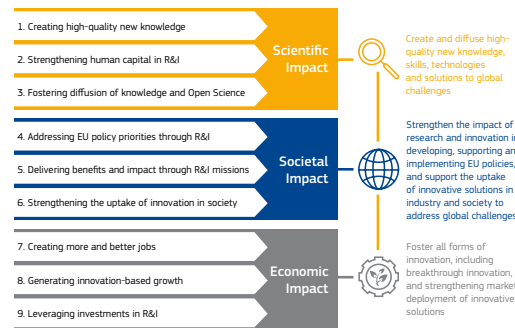 1. Creating high-quality new knowledge
2. Strengthening human capital in R&I
3. Fostering diffusion of knowledge and Open Science
Scientific
Impact
Create and diffuse high-
quality new knowledge,
skills, technologies
and solutions to global
challenges
4. Addressing EU policy priorities through R&I
5. Delivering benefits and impact through R&I missions
6. Strengthening the uptake of innovation in society
Societal
Impact
Strengthen the impact of
research and innovation in
developing, supporting an
implementing EU policies,
and support the uptake
of innovative solutions in
industry and society to
address global challenges
7. Creating more and better jobs
8. Generating innovation-based growth
9. Leveraging investments in R&I
Economic
Impact
Foster all forms of
innovation, including
breakthrough innovation,
and strengthening market
deployment of innovative
solutions